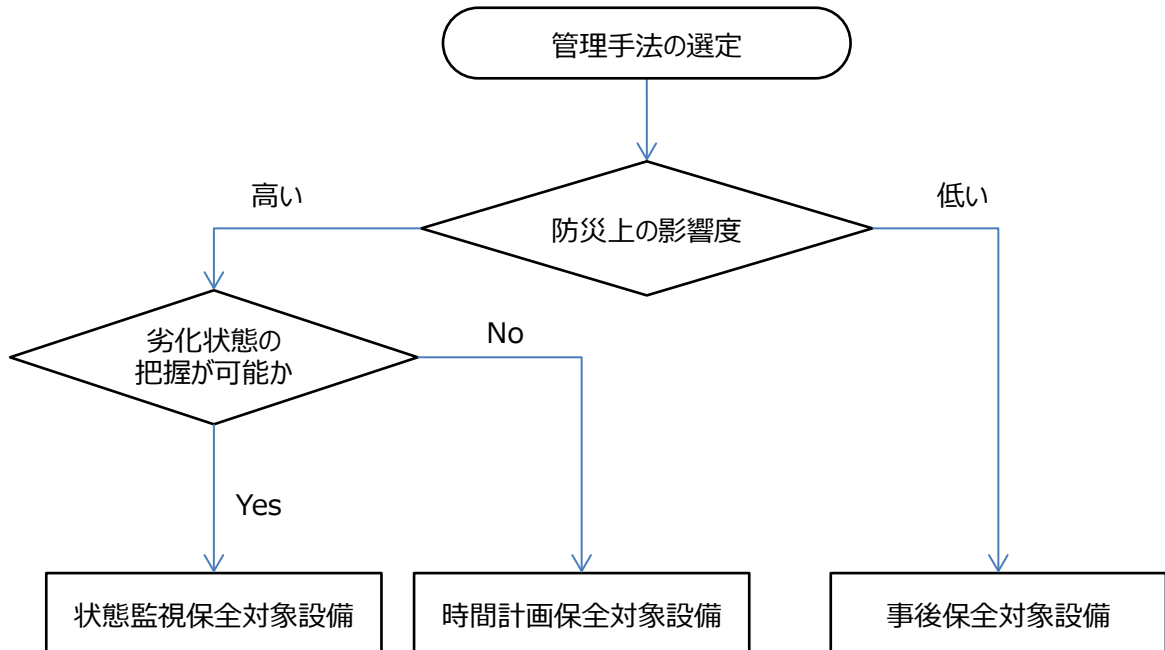 管理手法の選定
高い
低い
防災上の影響度
劣化状態の
把握が可能か
No
Yes
状態監視保全対象設備
時間計画保全対象設備
事後保全対象設備